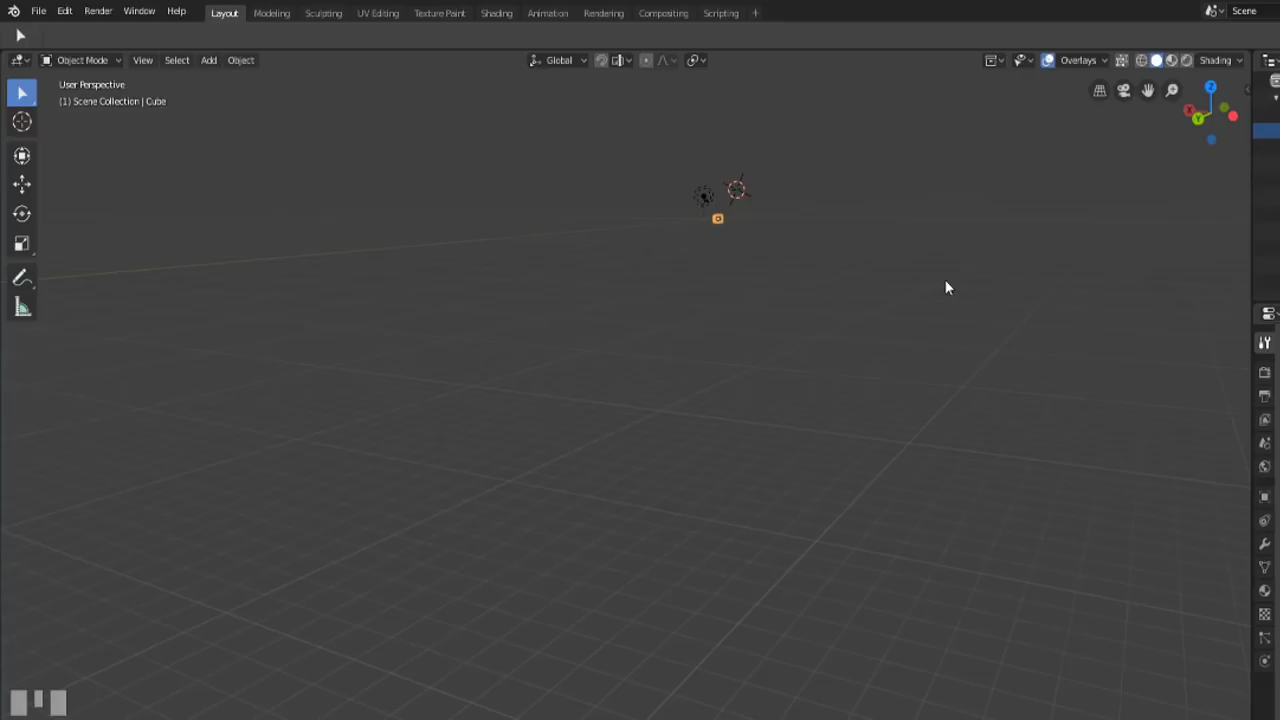 File Edit Render Window Help Layout Modeling Sculpting UV Editing Texture Paint Shading Animation Rendering Compositing Scripting + Scene
Object Mode View Select Add Object Global Overlays Shading
User Perspective
(1) Scene Collection | Cube
Z
X
Y